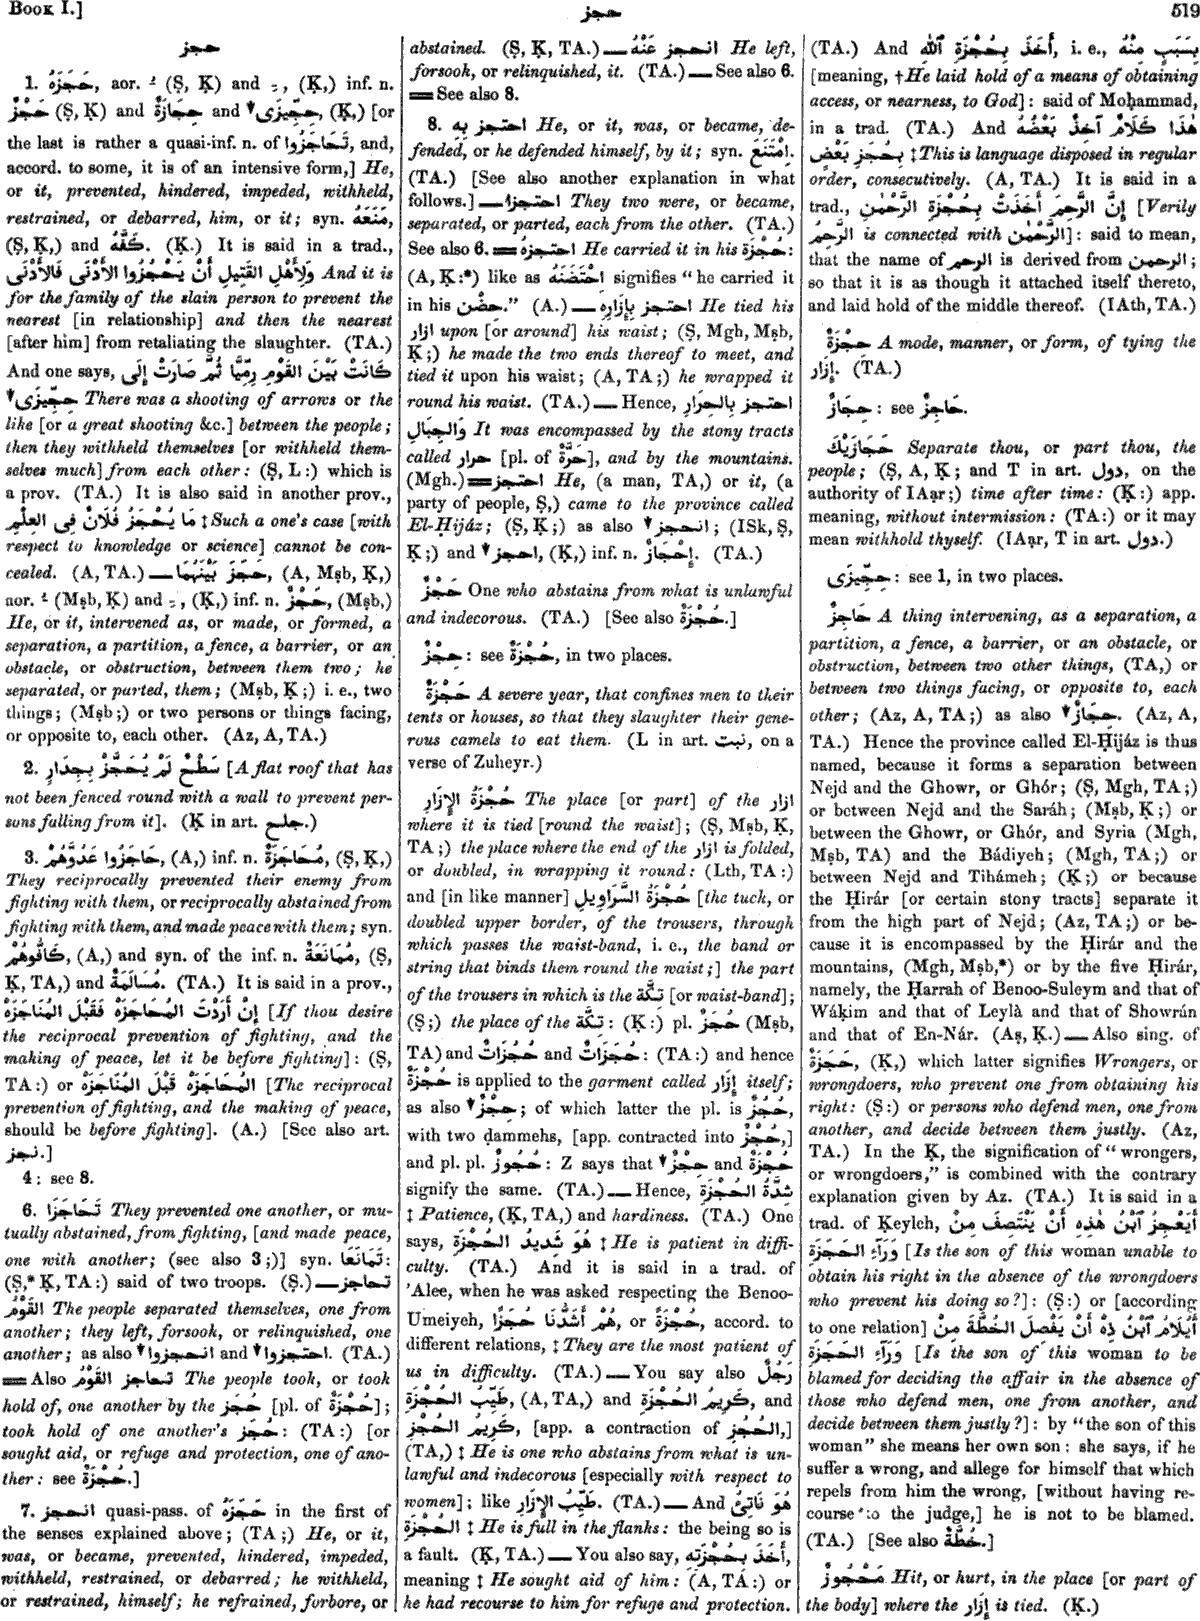 BOOK I.]
حجز
519
حجز
1. حَجَزَهُ, aor. ـُ (Ṣ, Ḳ) and ـِ, (Ḳ,) inf. n.
حَجْزٌ (Ṣ, Ḳ) and حِجَازَةٌ and ▼حِجِّيزَى, (Ḳ,) [or
the last is rather a quasi-inf. n. of تَحَاجَزُوا, and,
accord. to some, it is of an intensive form,] He,
or it, prevented, hindered, impeded, withheld,
restrained, or debarred, him, or it; syn. مَنَعَهُ,
(Ṣ, Ḳ,) and كَفَّهُ. (Ḳ.) It is said in a trad.,
وَلِأَهْلِ القَتِيلِ أَنْ يَحْجُزُوا الأَدْنَى فَالأَدْنَى And it is
for the family of the slain person to prevent the
nearest [in relationship] and then the nearest
[after him] from retaliating the slaughter. (TA.)
And one says, كَانَتْ بَيْنَ القَوْمِ رِمِّيَّا ثُمَّ صَارَتْ إِلَى
▼حِجِّيزَى There was a shooting of arrows or the
like [or a great shooting &c.] between the people;
then they withheld themselves [or withheld them-
selves much] from each other: (Ṣ, L:) which is
a prov. (TA.) It is also said in another prov.,
مَا يُحْجَزُ فُلَانٌ فِى العِلْمِ ‡ Such a one's case [with
respect to knowledge or science] cannot be con-
cealed. (A, TA.) — حَجَزَ بَيْنَهُمَا, (A, Mṣb, Ḳ,)
aor. ـُ (Mṣb, Ḳ) and ـِ, (Ḳ,) inf. n. حَجْزٌ, (Mṣb,)
He, or it, intervened as, or made, or formed, a
separation, a partition, a fence, a barrier, or an
obstacle, or obstruction, between them two; he
separated, or parted, them; (Mṣb, Ḳ;) i. e., two
things; (Mṣb;) or two persons or things facing,
or opposite to, each other. (Az, A, TA.)
2. سَطْحٌ لَمْ يُحَجَّزْ بِجِدَارٍ [A flat roof that has
not been fenced round with a wall to prevent per-
sons falling from it]. (Ḳ in art. جلح.)
3. حَاجَزُوا عَدُوَّهُمْ, (A,) inf. n. مُحَاجَزَةٌ, (Ṣ, Ḳ,)
They reciprocally prevented their enemy from
fighting with them, or reciprocally abstained from
fighting with them, and made peace with them; syn.
كَافُّوهُمْ, (A,) and syn. of the inf. n. مُمَانَعَةٌ, (Ṣ,
Ḳ, TA,) and مُسَالَمَةٌ. (TA.) It is said in a prov.,
إِنْ أَرَدْتَ المُحَاجَزَهْ فَقَبْلَ المُنَاجَزَهْ [If thou desire
the reciprocal prevention of fighting, and the
making of peace, let it be before fighting]: (Ṣ,
TA:) or المُحَاجَزَهْ قَبْلَ المُنَاجَزَهْ [The reciprocal
prevention of fighting, and the making of peace,
should be before fighting]. (A.) [See also art.
نجز.]
4: see 8.
6. تَحَاجَزَا They prevented one another, or mu-
tually abstained, from fighting, [and made peace,
one with another; (see also 3;)] syn. تَمَانَعَا:
(Ṣ,* Ḳ, TA:) said of two troops. (Ṣ.) — تحاجز
القَوْمُ The people separated themselves, one from
another; they left, forsook, or relinquished, one
another; as also ▼انحجزوا and ▼احتجزوا. (TA.)
═ Also تحاجز القَوْمُ The people took, or took
hold of, one another by the حُجَز [pl. of حُجْزَةٌ];
took hold of one another's حُجَز: (TA:) [or
sought aid, or refuge and protection, one of ano-
ther: see حُجْزَةٌ.]
7. انحجز quasi-pass. of حَجَزَهُ in the first of
the senses explained above; (TA;) He, or it,
was, or became, prevented, hindered, impeded,
withheld, restrained, or debarred; he withheld,
or restrained, himself; he refrained, forbore, or
abstained. (Ṣ, Ḳ, TA.) — انحجز عَنْهُ He left,
forsook, or relinquished, it. (TA.) — See also 6.
═ See also 8.
8. احتجز بِهِ He, or it, was, or became, de-
fended, or he defended himself, by it; syn. اِمْتَنَعَ.
(TA.) [See also another explanation in what
follows.] — احتجزا They two were, or became,
separated, or parted, each from the other. (TA.)
See also 6. ═ احتجزهُ He carried it in his حُجْزَة:
(A, Ḳ:*) like as اِحْتَضَنَهُ signifies “he carried it
in his حِضْن.” (A.) — احتجز بِإِزَارِهِ He tied his
ازار upon [or around] his waist; (Ṣ, Mgh, Mṣb,
Ḳ;) he made the two ends thereof to meet, and
tied it upon his waist; (A, TA;) he wrapped it
round his waist. (TA.) — Hence, احتجز بِالحِرَارِ
وَالجِبَالِ It was encompassed by the stony tracts
called حرار [pl. of حَرَّةٌ], and by the mountains.
(Mgh.) ═ احتجز He, (a man, TA,) or it, (a
party of people, Ṣ,) came to the province called
El-Ḥijáz; (Ṣ, Ḳ;) as also ▼انحجز; (ISk, Ṣ,
Ḳ;) and ▼احجز, (Ḳ,) inf. n. إِحْجَازٌ. (TA.)
حَجْزٌ One who abstains from what is unlawful
and indecorous. (TA.) [See also حُجْزَةٌ.]
حِجْزٌ: see حُجْزَةٌ, in two places.
حَجْزَةٌ A severe year, that confines men to their
tents or houses, so that they slaughter their gene-
rous camels to eat them. (L in art. نبت, on a
verse of Zuheyr.)
حُجْزَةُ الإِزَارِ The place [or part] of the ازار
where it is tied [round the waist]; (Ṣ, Mṣb, Ḳ,
TA;) the place where the end of the ازار is folded,
or doubled, in wrapping it round: (Lth, TA:)
and [in like manner] حُجْزَةُ السَّرَاوِيلِ [the tuck, or
doubled upper border, of the trousers, through
which passes the waist-band, i. e., the band or
string that binds them round the waist;] the part
of the trousers in which is the تِكَّة [or waist-band];
(Ṣ;) the place of the تكّة: (Ḳ:) pl. حُجَزٌ (Mṣb,
TA) and حُجْزَاتٌ and حُجُزَاتٌ: (TA:) and hence
حُجْزَةٌ is applied to the garment called إِزَار itself;
as also ▼حِجْزٌ; of which latter the pl. is حُجُزٌ,
with two ḍammehs, [app. contracted into حُجْزٌ,]
and pl. pl. حُجُوزٌ: Z says that ▼حِجْزٌ and حُجْزَةٌ
signify the same. (TA.) — Hence, شِدَّةُ الحُجْزَةِ
‡ Patience, (Ḳ, TA,) and hardiness. (TA.) One
says, هُوَ شَدِيدُ الحُجْزَةِ ‡ He is patient in diffi-
culty. (TA.) And it is said in a trad. of
'Alee, when he was asked respecting the Benoo-
Umeiyeh, هُمْ أَشَدُّنَا حُجَزًا, or حُجْزَةً, accord. to
different relations, ‡ They are the most patient of
us in difficulty. (TA.) — You say also رَجُلٌ
طَيِّبُ الحُجْزَةِ, (A, TA,) and كَرِيمُ الحُجْزَةِ, and
كَرِيمُ الحُجْزِ, [app. a contraction of الحُجُزِ,]
(TA,) ‡ He is one who abstains from what is un-
lawful and indecorous [especially with respect to
women]; like طَيِّبُ الإِزَارِ. (TA.) — And هُوَ نَاتِئُ
الحُجْزَةِ ‡ He is full in the flanks: the being so is
a fault. (Ḳ, TA.) — You also say, أَخَذَ بِحُجْزَتِهِ,
meaning ‡ He sought aid of him: (A, TA:) or
he had recourse to him for refuge and protection.
(TA.) And أَخَذَ بِحُجْزَةِ ٱللّٰهِ, i. e., بِسَبَبٍ مِنْهُ
[meaning, †He laid hold of a means of obtaining
access, or nearness, to God]: said of Moḥammad,
in a trad. (TA.) And هٰذَا كَلَامٌ آخِذٌ بَعْضُهُ
بِحُجَزِ بَعْضٍ ‡This is language disposed in regular
order, consecutively. (A, TA.) It is said in a
trad., إِنَّ الرَّحِمَ أَخَذَتْ بِحُجْزَةِ الرَّحْمٰنِ [Verily
الرَّحِمُ is connected with الرَّحْمٰن]: said to mean,
that the name of الرحم is derived from الرحمن;
so that it is as though it attached itself thereto,
and laid hold of the middle thereof. (IAth, TA.)
حِجْزَةٌ A mode, manner, or form, of tying the
إِزَار. (TA.)
حِجَازٌ: see حَاجِزٌ.
حَجَازَيْكَ Separate thou, or part thou, the
people; (Ṣ, A, Ḳ; and T in art. دول, on the
authority of IAạr;) time after time: (Ḳ:) app.
meaning, without intermission: (TA:) or it may
mean withhold thyself. (IAạr, T in art. دول.)
حِجِّيزَى: see 1, in two places.
حَاجِزٌ A thing intervening, as a separation, a
partition, a fence, a barrier, or an obstacle, or
obstruction, between two other things, (TA,) or
between two things facing, or opposite to, each
other; (Az, A, TA;) as also ▼حِجَازٌ. (Az, A,
TA.) Hence the province called El-Ḥijáz is thus
named, because it forms a separation between
Nejd and the Ghowr, or Ghór; (Ṣ, Mgh, TA;)
or between Nejd and the Saráh; (Mṣb, Ḳ;) or
between the Ghowr, or Ghór, and Syria (Mgh,
Mṣb, TA) and the Bádiyeh; (Mgh, TA;) or
between Nejd and Tihámeh; (Ḳ;) or because
the Ḥirár [or certain stony tracts] separate it
from the high part of Nejd; (Az, TA;) or be-
cause it is encompassed by the Ḥirár and the
mountains, (Mgh, Mṣb,*) or by the five Ḥirár,
namely, the Ḥarrah of Benoo-Suleym and that of
Wáḳim and that of Leylà and that of Showrán
and that of En-Nár. (Aṣ, Ḳ.) — Also sing. of
حَجَزَةٌ, (Ḳ,) which latter signifies Wrongers, or
wrongdoers, who prevent one from obtaining his
right: (Ṣ:) or persons who defend men, one from
another, and decide between them justly. (Az,
TA.) In the Ḳ, the signification of “wrongers,
or wrongdoers,” is combined with the contrary
explanation given by Az. (TA.) It is said in a
trad. of Ḳeyleh, أَيَعْجِزُ ٱبْنُ هٰذِهِ أَنْ يَنْتَصِفَ مِنْ
وَرَآءِ الحَجَزَةِ [Is the son of this woman unable to
obtain his right in the absence of the wrongdoers
who prevent his doing so?]: (Ṣ:) or [according
to one relation] أَيُلَامُ ٱبْنُ ذِهْ أَنْ يَفْصِلَ الخُطَّةَ مِنْ
وَرَآءِ الحَجَزَةِ [Is the son of this woman to be
blamed for deciding the affair in the absence of
those who defend men, one from another, and
decide between them justly?]: by “the son of this
woman” she means her own son: she says, if he
suffer a wrong, and allege for himself that which
repels from him the wrong, [without having re-
course to the judge,] he is not to be blamed.
(TA.) [See also خُطَّةٌ.]
مَحْجُوزٌ Hit, or hurt, in the place [or part of
the body] where the إِزَار is tied. (Ḳ.)